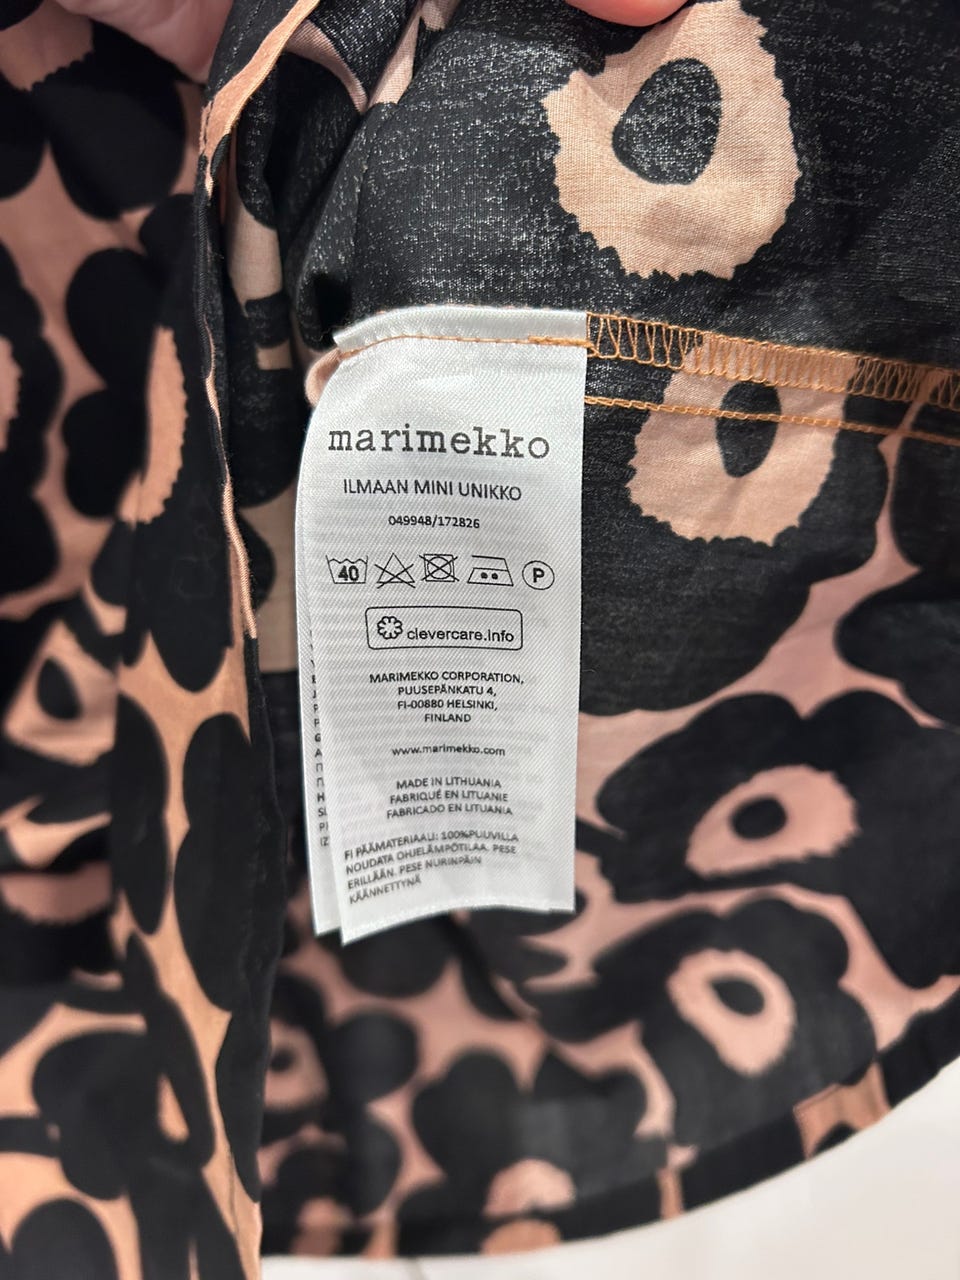 marimekko
ILMAAN MINI UNIKKO
049948/172826
40 P
clevercare.info
MARIMEKKO CORPORATION,
PUUSEPÄNKATU 4,
FI-00880 HELSINKI,
FINLAND
www.marimekko.com
MADE IN LITHUANIA
FABRIQUÉ EN LITUANIE
FABRICADO EN LITUANIA
FI PÄÄMATERIAALI: 100%PUUVILLA
NOUDATA OHJELÄMPÖTILAA. PESE
ERILLÄÄN. PESE NURINPÄIN
KÄÄNNETTYNÄ